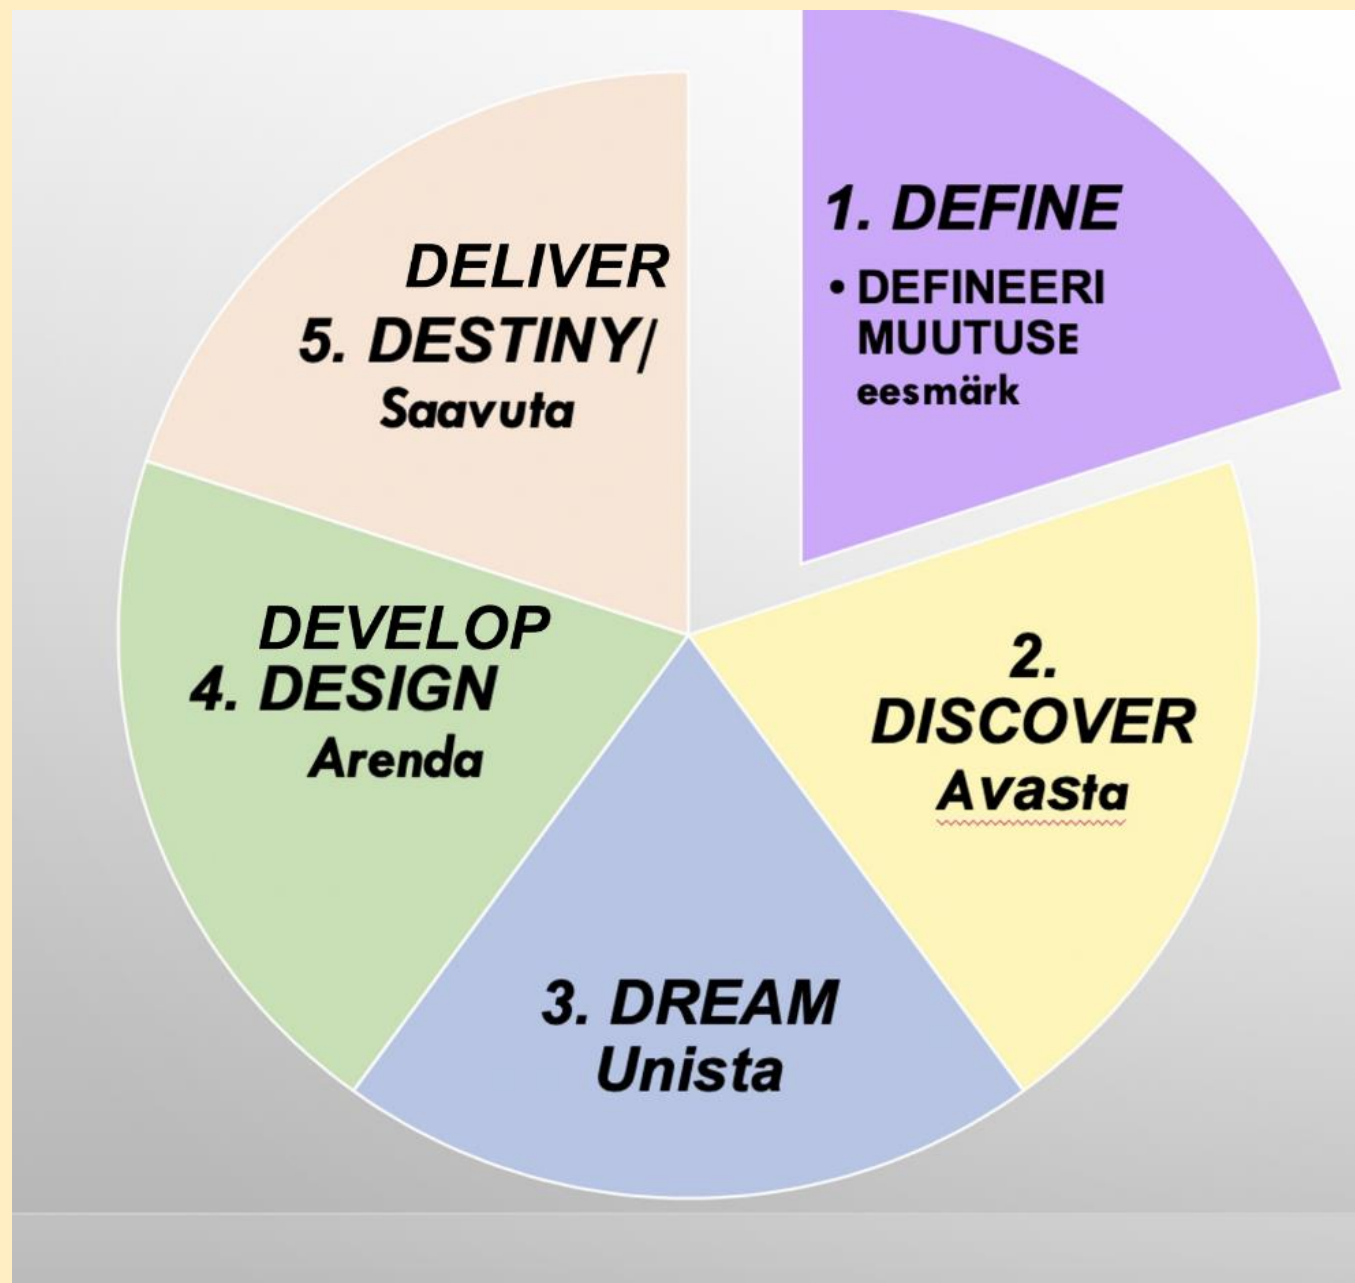 1. DEFINE
• DEFINEERI
MUUTUSE
eesmärk
2.
DISCOVER
Avasta
3. DREAM
Unista
DEVELOP
4. DESIGN
Arenda
DELIVER
5. DESTINY/
Saavuta